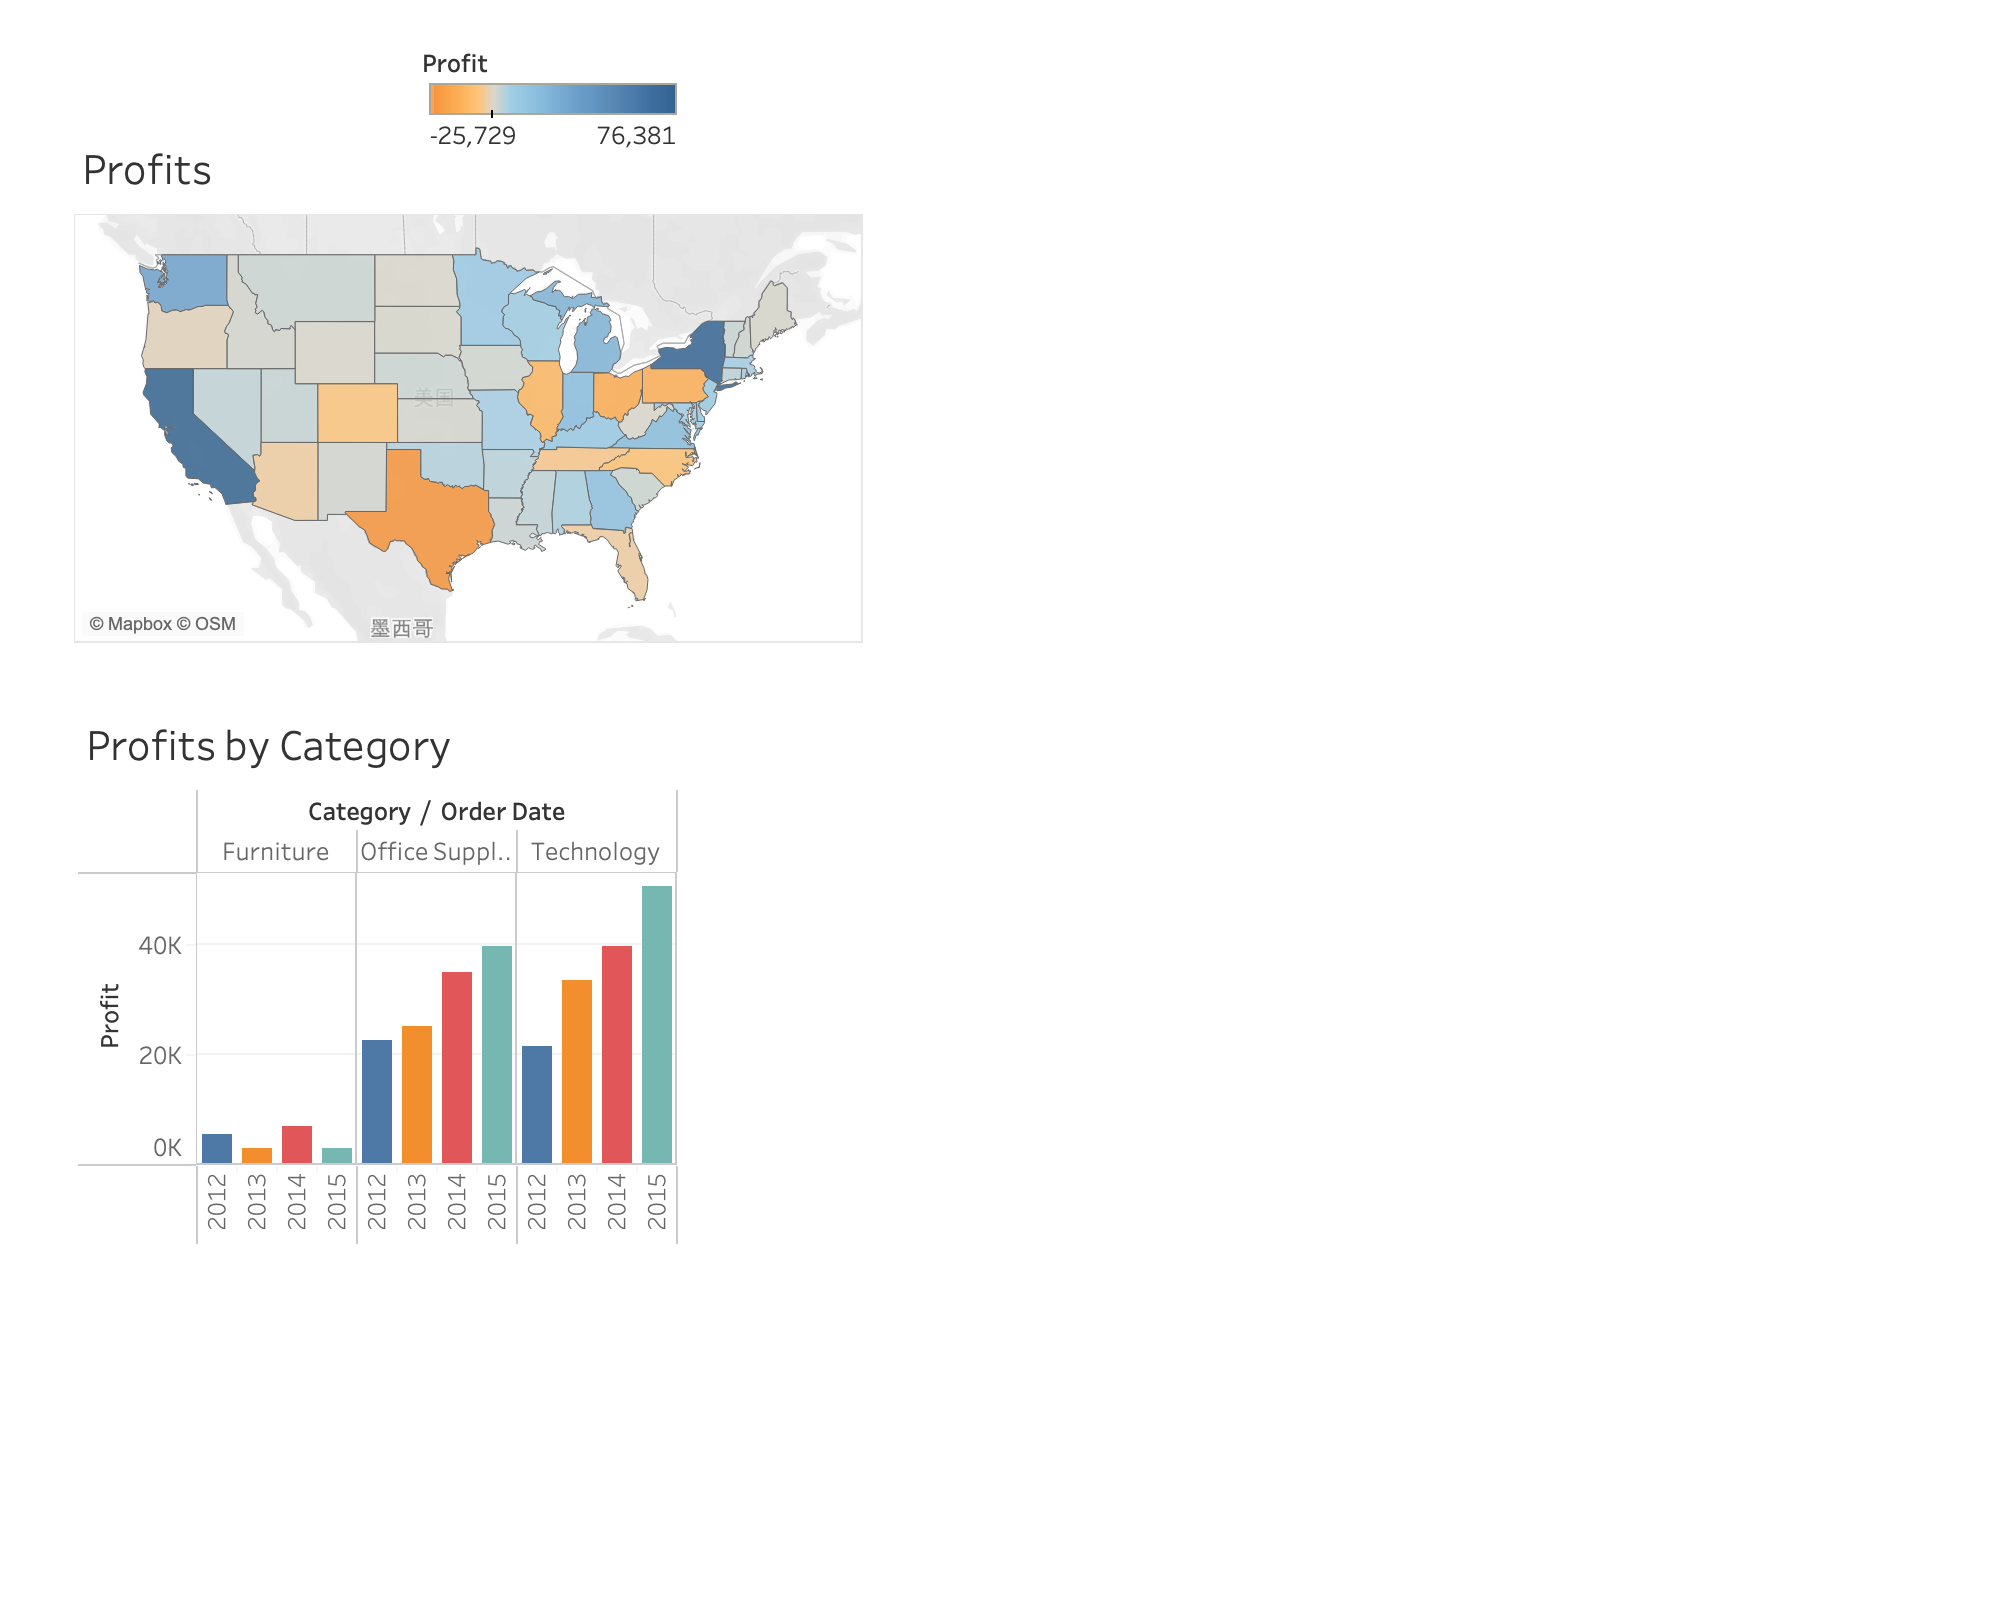 Profit
-25,729 76,381
Profits
美国
© Mapbox © OSM
墨西哥
Profits by Category
Category / Order Date
Furniture Office Suppl.. Technology
40K
20K
0K
Profit
2012 2013 2014 2015 2012 2013 2014 2015 2012 2013 2014 2015